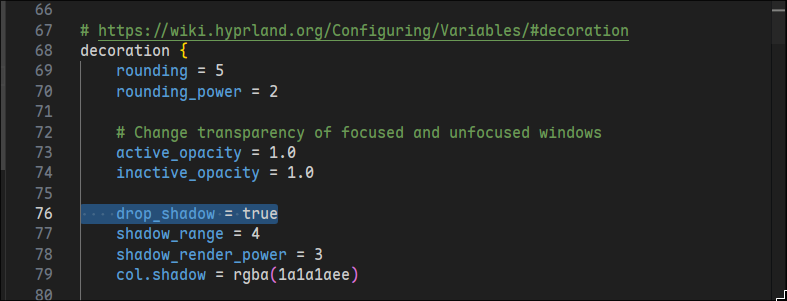 66
67 # https://wiki.hyprland.org/Configuring/Variables/#decoration
68 decoration {
69 rounding = 5
70 rounding_power = 2
71
72 # Change transparency of focused and unfocused windows
73 active_opacity = 1.0
74 inactive_opacity = 1.0
75
76 drop_shadow = true
77 shadow_range = 4
78 shadow_render_power = 3
79 col.shadow = rgba(1a1a1aee)
80